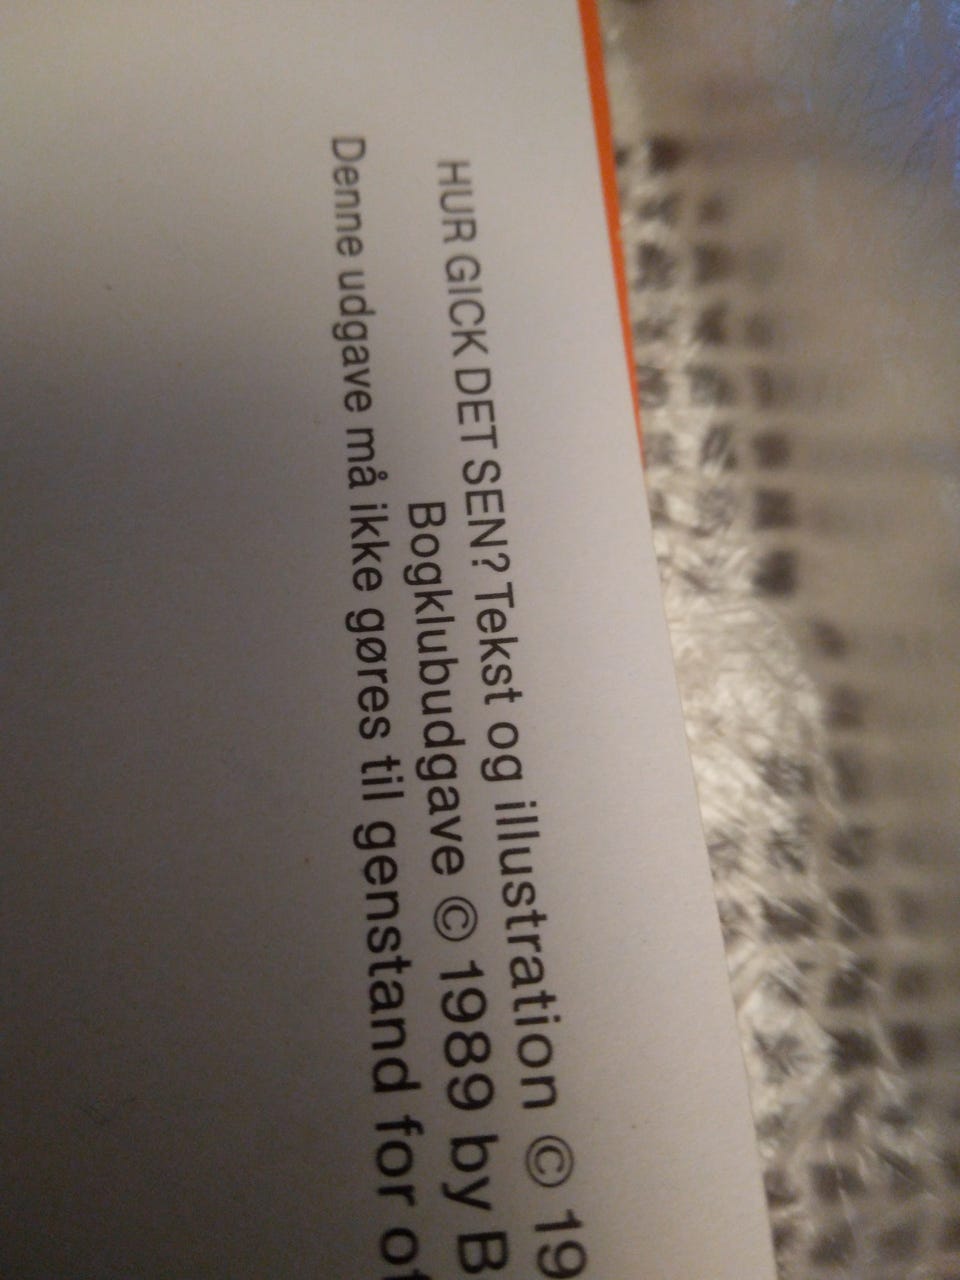 HUR GICK DET SEN? Tekst og illustration © 19
Bogklubudgave © 1989 by B
Denne udgave må ikke gøres til genstand for of